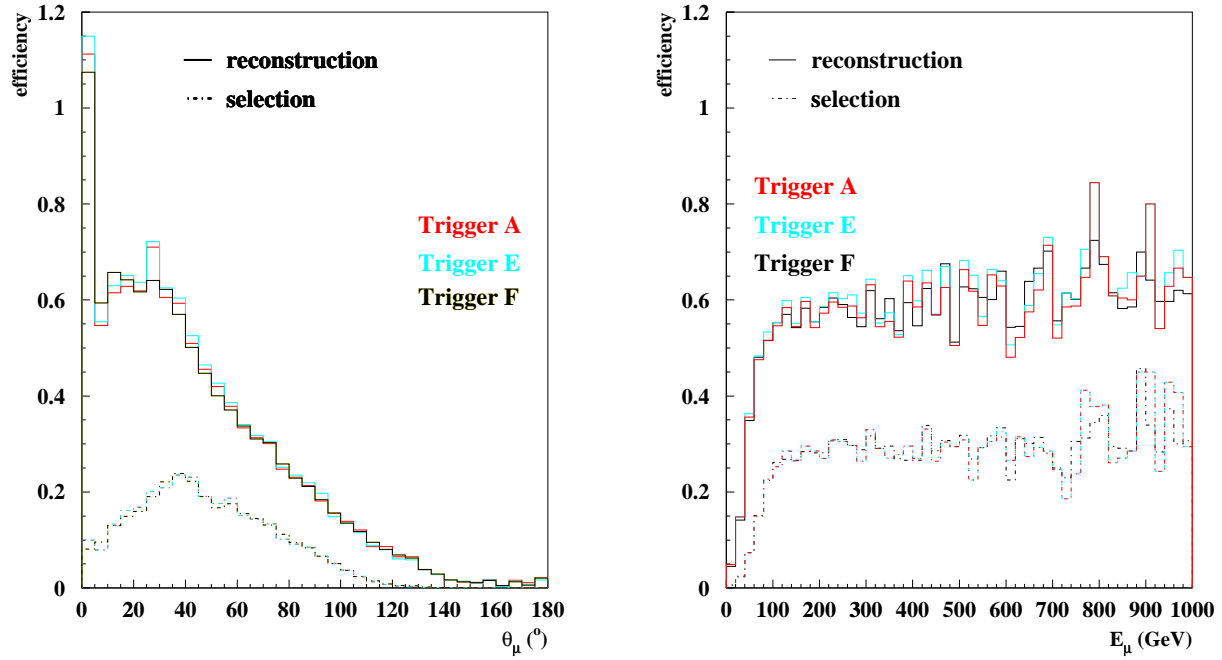 efficiency
1.2
1
0.8
0.6
0.4
0.2
0
reconstruction
selection
Trigger A
Trigger E
Trigger F
0 20 40 60 80 100 120 140 160 180
θμ (o)
efficiency
1.2
1
0.8
0.6
0.4
0.2
0
reconstruction
selection
Trigger A
Trigger E
Trigger F
0 100 200 300 400 500 600 700 800 900 1000
Eμ (GeV)